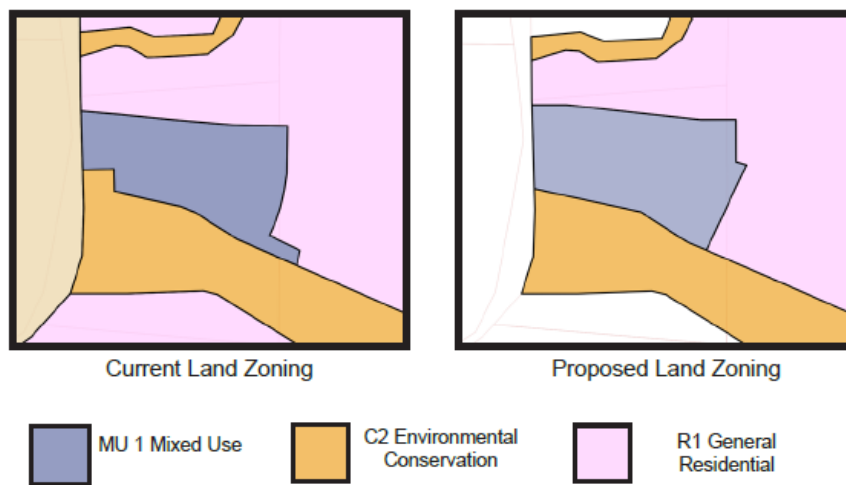 Current Land Zoning
Proposed Land Zoning
MU 1 Mixed Use
C2 Environmental
Conservation
R1 General
Residential